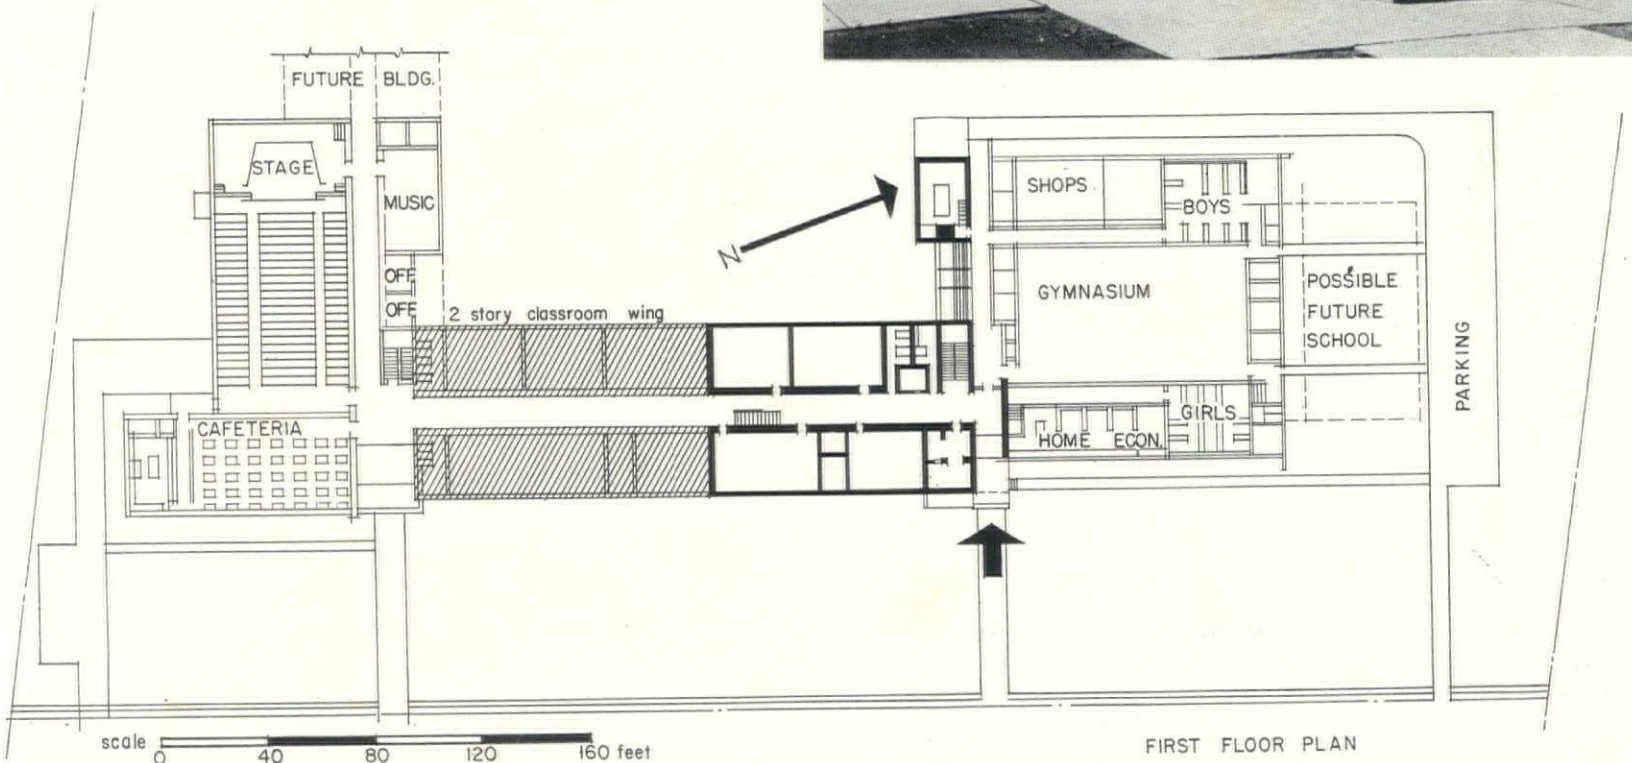 FUTURE BLDG.
STAGE
MUSIC
OFF.
OFF.
2 story classroom wing
CAFETERIA
N
SHOPS
BOYS
GYMNASIUM
POSSIBLE
FUTURE
SCHOOL
PARKING
HOME ECON.
GIRLS
scale 0 40 80 120 160 feet
FIRST FLOOR PLAN